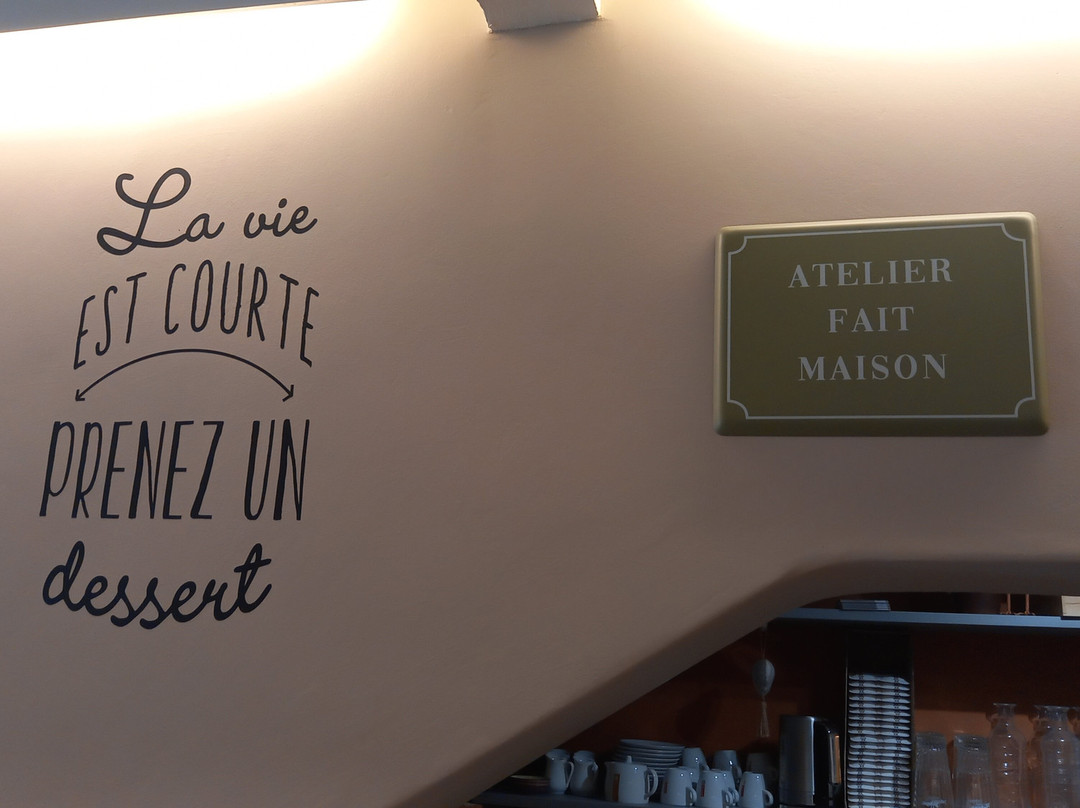 La vie
EST COURTE
PRENEZ UN
dessert
ATELIER
FAIT
MAISON